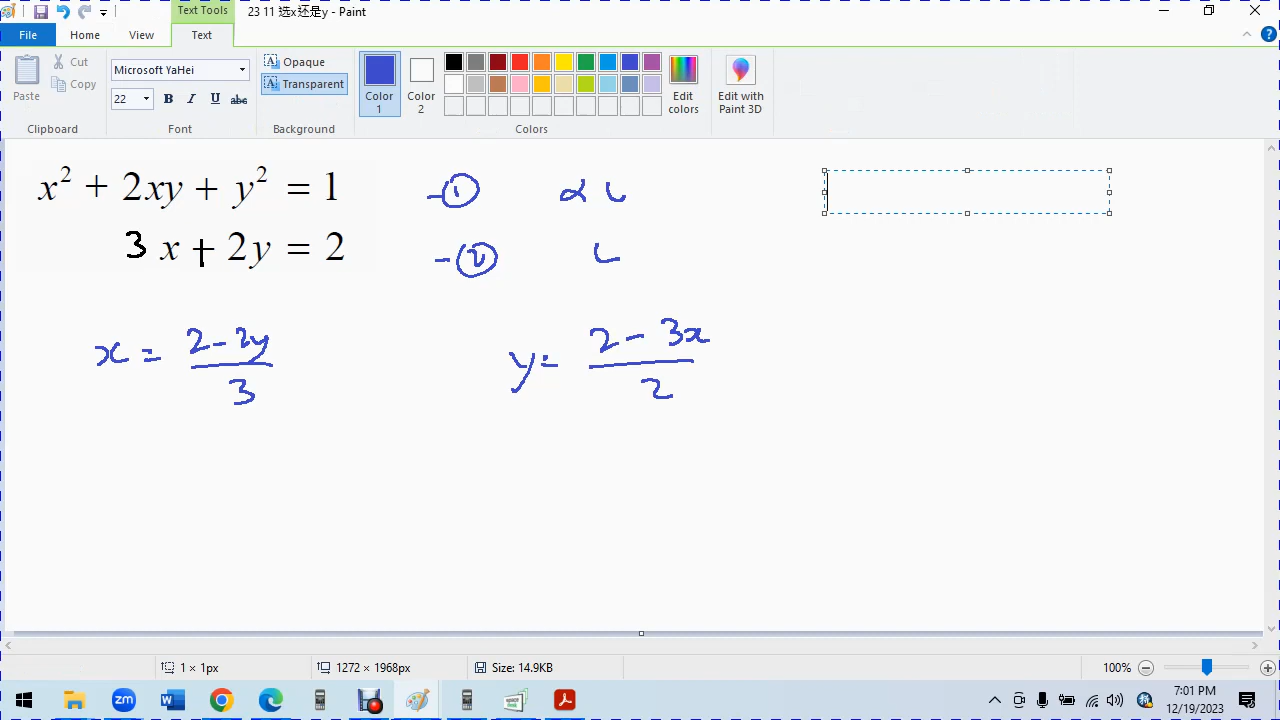 Text Tools
23 11 选x还是y - Paint
File
Home
View
Text
Paste
Cut
Copy
Clipboard
Microsoft YaHei
22
B I U abc
Font
Opaque
Transparent
Background
Color 1
Color 2
Colors
Edit colors
Edit with Paint 3D
x² + 2xy + y² = 1 - ①
3 x + 2y = 2 - ②
x = (2 - 2y)/3
y = (2 - 3x)/2
1 × 1px
1272 × 1968px
Size: 14.9KB
100%
7:01 PM
12/19/2023